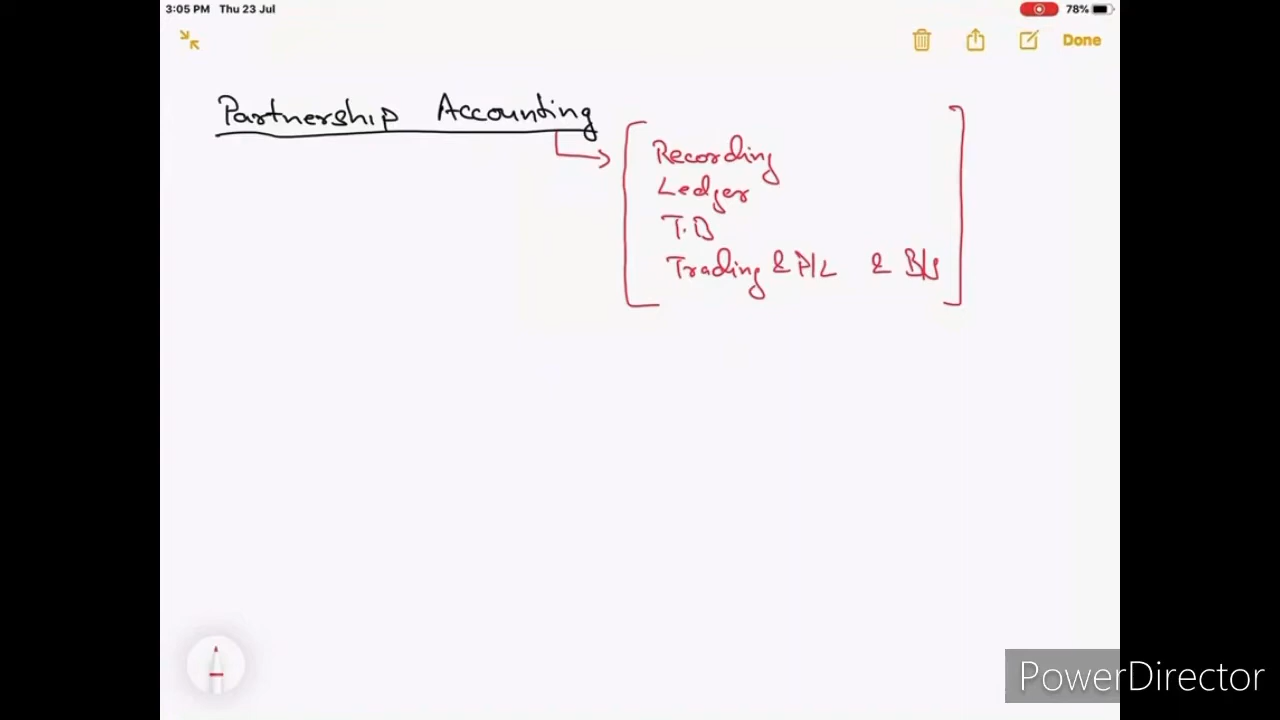 3:05 PM Thu 23 Jul
78%
Done
Partnership Accounting
Recording
Ledger
T.B
Trading & P/L & B/s
PowerDirector